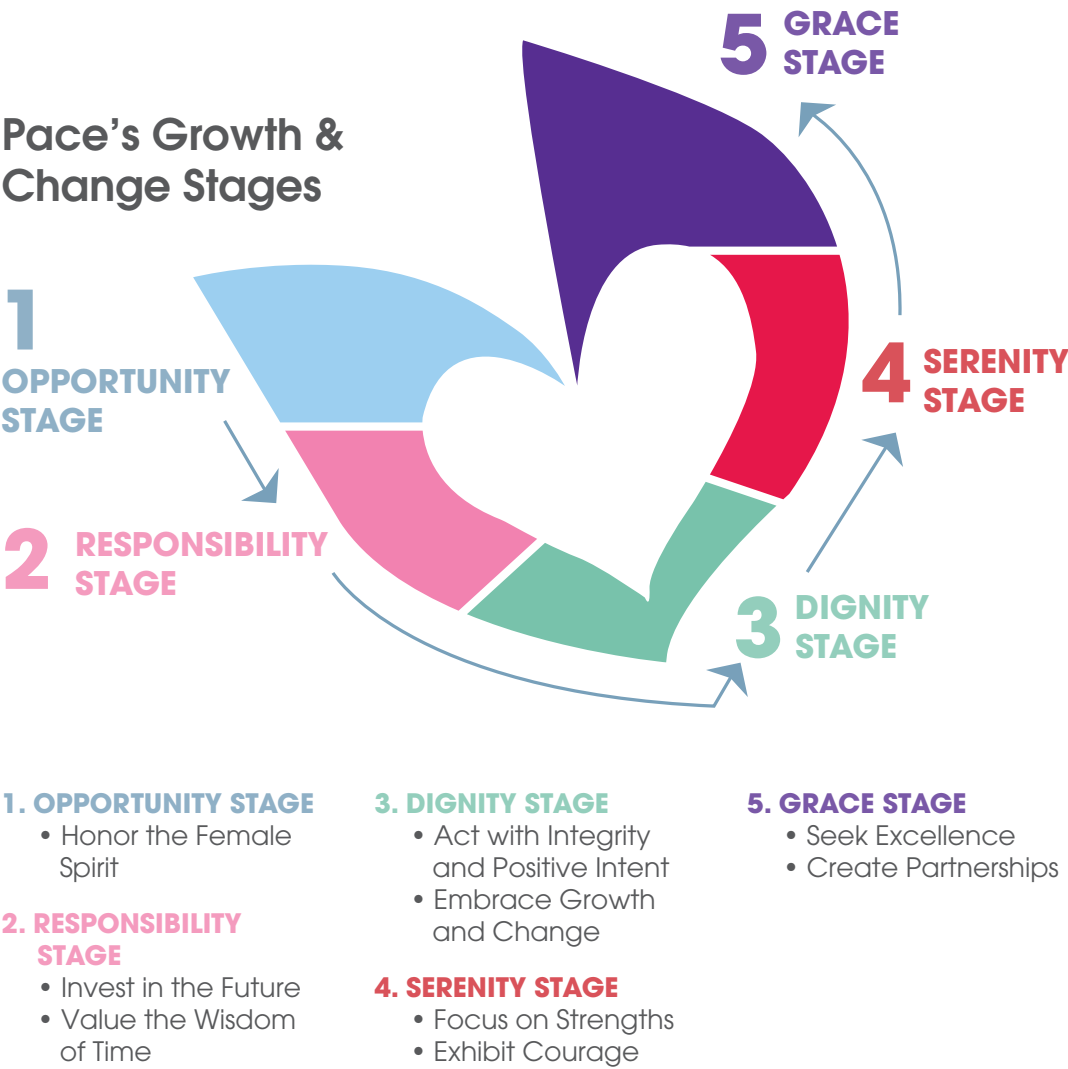 Pace's Growth &
Change Stages
5 GRACE
STAGE
1
OPPORTUNITY
STAGE
4 SERENITY
STAGE
2 RESPONSIBILITY
STAGE
3 DIGNITY
STAGE
1. OPPORTUNITY STAGE
• Honor the Female
Spirit
2. RESPONSIBILITY
STAGE
• Invest in the Future
• Value the Wisdom
of Time
3. DIGNITY STAGE
• Act with Integrity
and Positive Intent
• Embrace Growth
and Change
4. SERENITY STAGE
• Focus on Strengths
• Exhibit Courage
5. GRACE STAGE
• Seek Excellence
• Create Partnerships